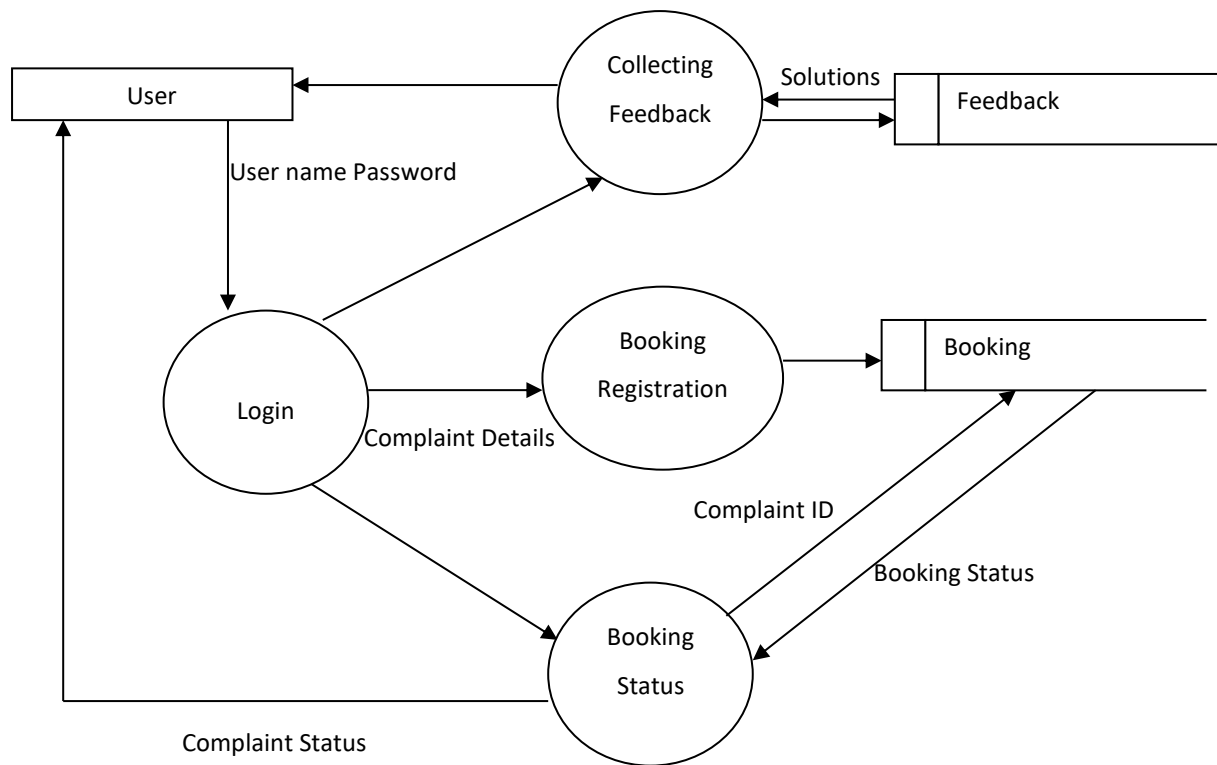 Collecting
Feedback
Solutions
Feedback
User
User name Password
Booking
Registration
Booking
Login
Complaint Details
Complaint ID
Booking Status
Booking
Status
Complaint Status